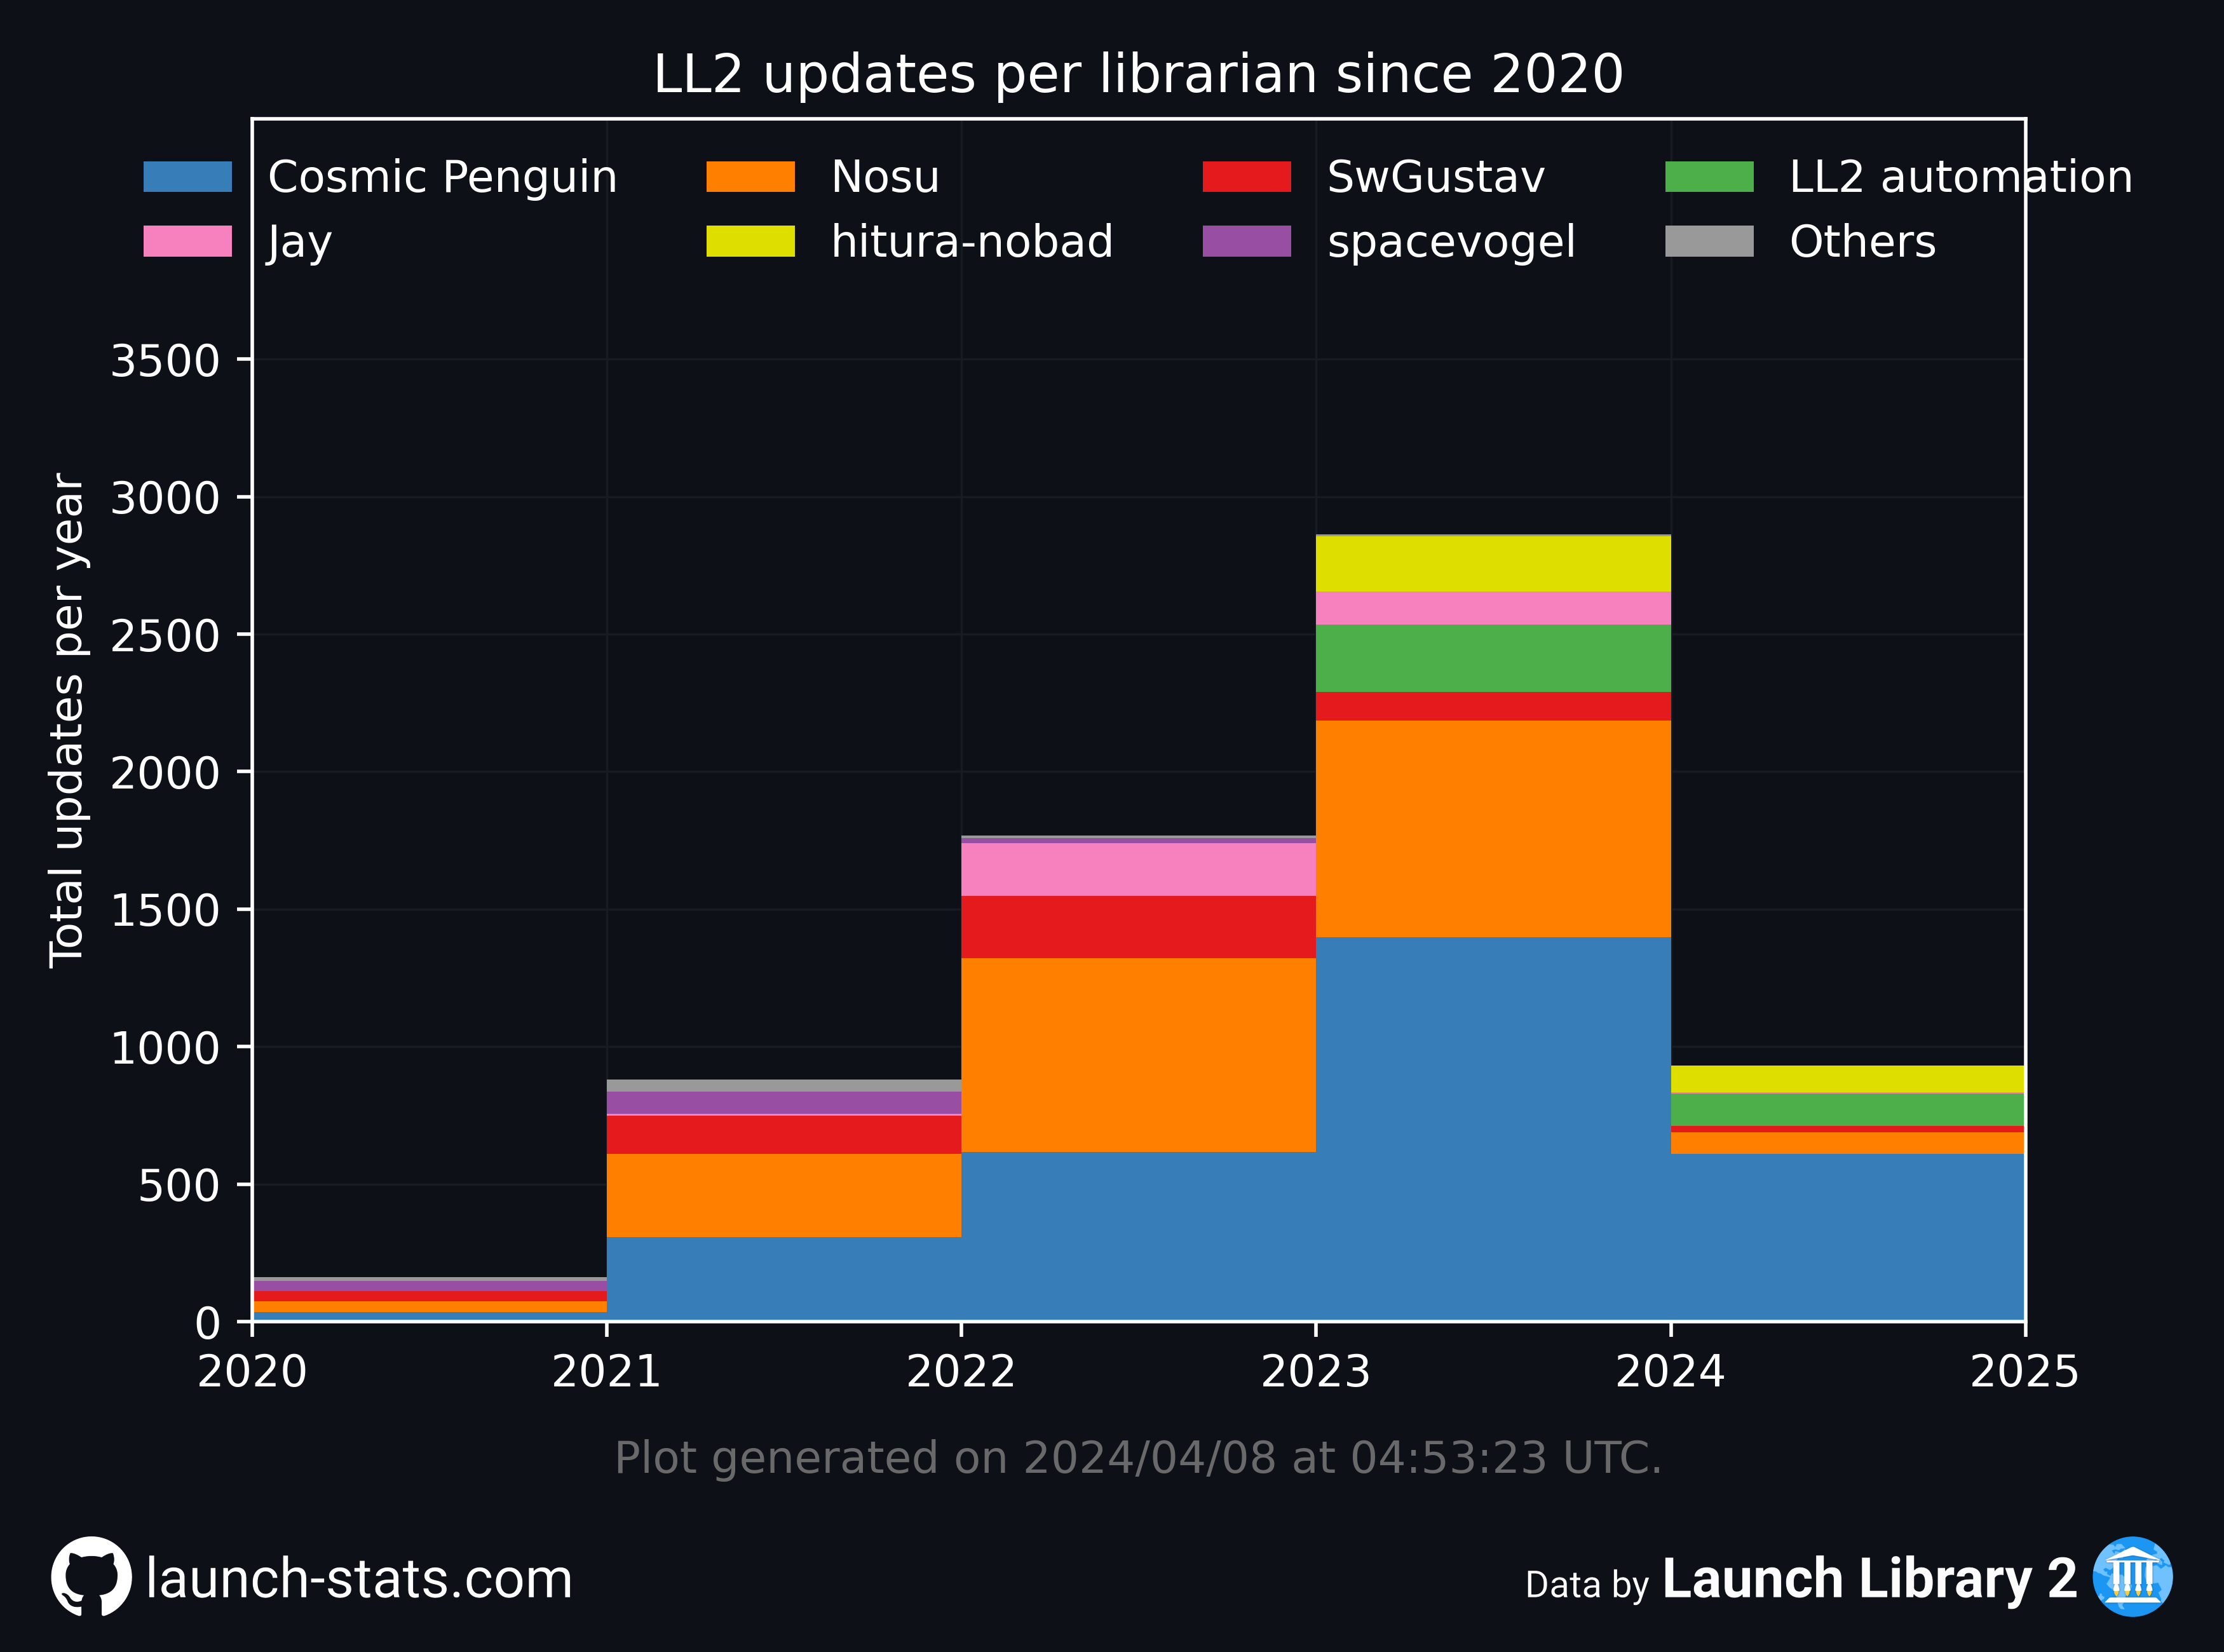 LL2 updates per librarian since 2020
Cosmic Penguin Nosu SwGustav LL2 automation
Jay hitura-nobad spacevogel Others
Total updates per year
3500
3000
2500
2000
1500
1000
500
0
2020 2021 2022 2023 2024 2025
Plot generated on 2024/04/08 at 04:53:23 UTC.
launch-stats.com
Data by Launch Library 2